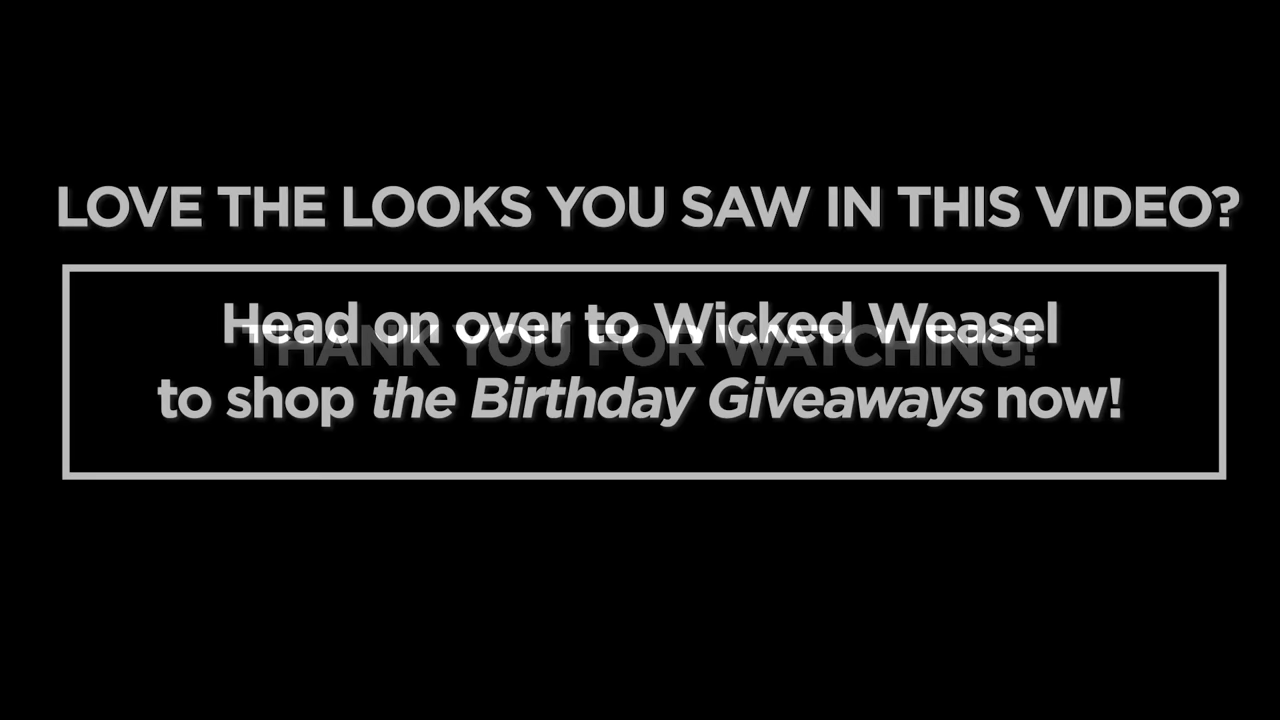 LOVE THE LOOKS YOU SAW IN THIS VIDEO?
Head on over to Wicked Weasel
THANK YOU FOR WATCHING!
to shop the Birthday Giveaways now!